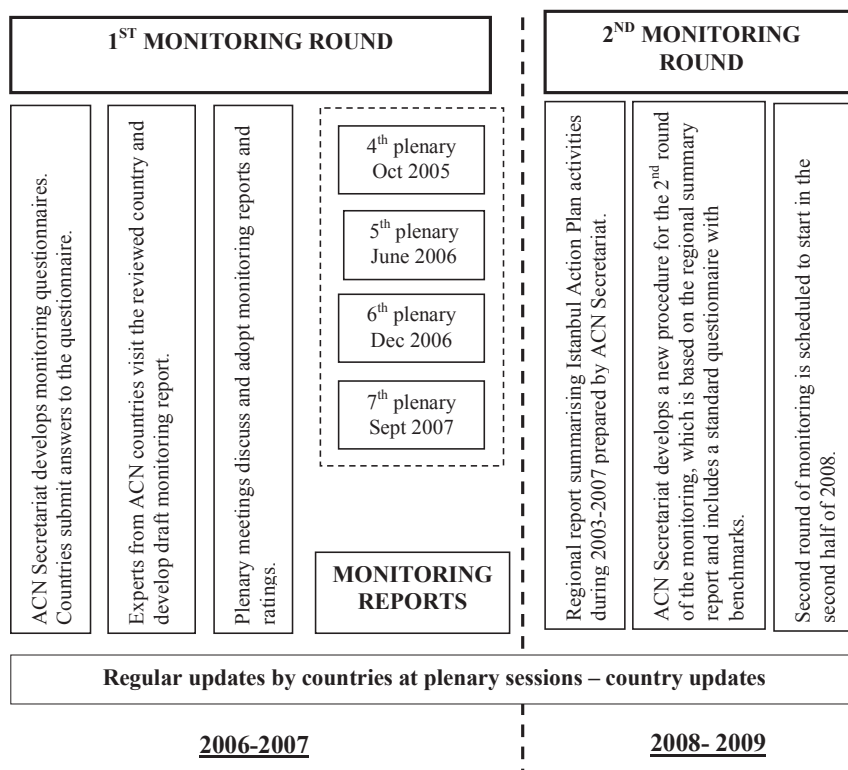 1ST MONITORING ROUND
2ND MONITORING
ROUND
ACN Secretariat develops monitoring questionnaires.
Countries submit answers to the questionnaire.
Experts from ACN countries visit the reviewed country and
develop draft monitoring report.
Plenary meetings discuss and adopt monitoring reports and
ratings.
4th plenary
Oct 2005
5th plenary
June 2006
6th plenary
Dec 2006
7th plenary
Sept 2007
MONITORING
REPORTS
Regional report summarising Istanbul Action Plan activities
during 2003-2007 prepared by ACN Secretariat.
ACN Secretariat develops a new procedure for the 2nd round
of the monitoring, which is based on the regional summary
report and includes a standard questionnaire with
benchmarks.
Second round of monitoring is scheduled to start in the
second half of 2008.
Regular updates by countries at plenary sessions – country updates
2006-2007
2008- 2009